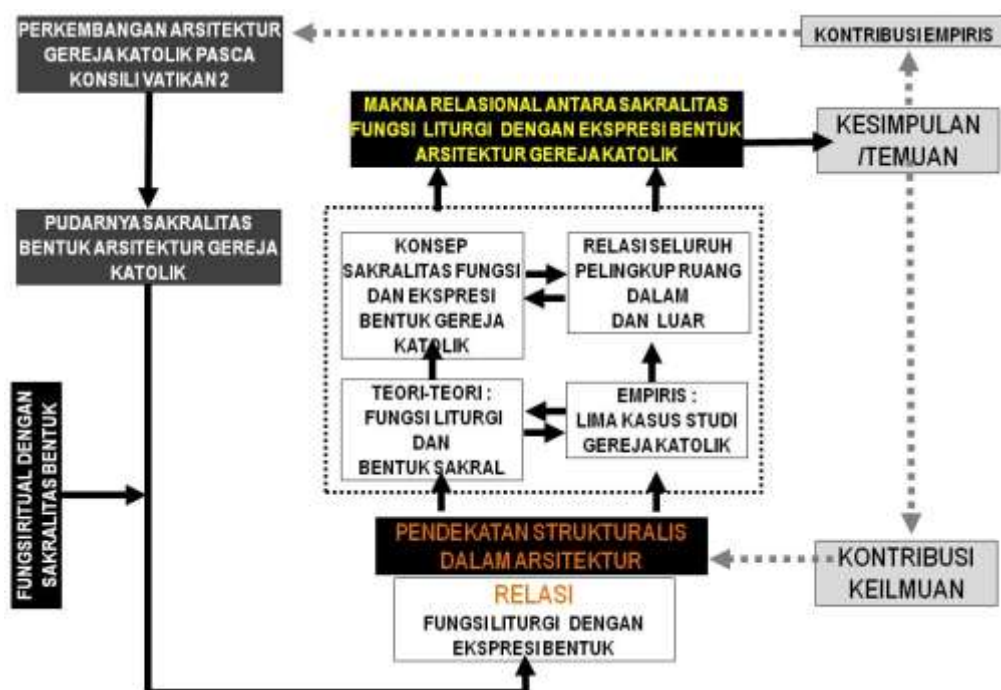 PERKEMBANGAN ARSITEKTUR
GEREJA KATOLIK PASCA
KONSILI VATIKAN 2
KONTRIBUSI EMPIRIS
MAKNA RELASIONAL ANTARA SAKRALITAS
FUNGSI LITURGI DENGAN EKSPRESI BENTUK
ARSITEKTUR GEREJA KATOLIK
KESIMPULAN
/TEMUAN
PUDARNYA SAKRALITAS
BENTUK ARSITEKTUR GEREJA
KATOLIK
KONSEP
SAKRALITAS FUNGSI
DAN EKSPRESI
BENTUK GEREJA
KATOLIK
RELASI SELURUH
PELINGKUP RUANG
DALAM
DAN LUAR
TEORI-TEORI :
FUNGSI LITURGI
DAN
BENTUK SAKRAL
EMPIRIS :
LIMA KASUS STUDI
GEREJA KATOLIK
FUNGSI RITUAL DENGAN
SAKRALITAS BENTUK
PENDEKATAN STRUKTURALIS
DALAM ARSITEKTUR
RELASI
FUNGSI LITURGI DENGAN
EKSPRESI BENTUK
KONTRIBUSI
KEILMUAN